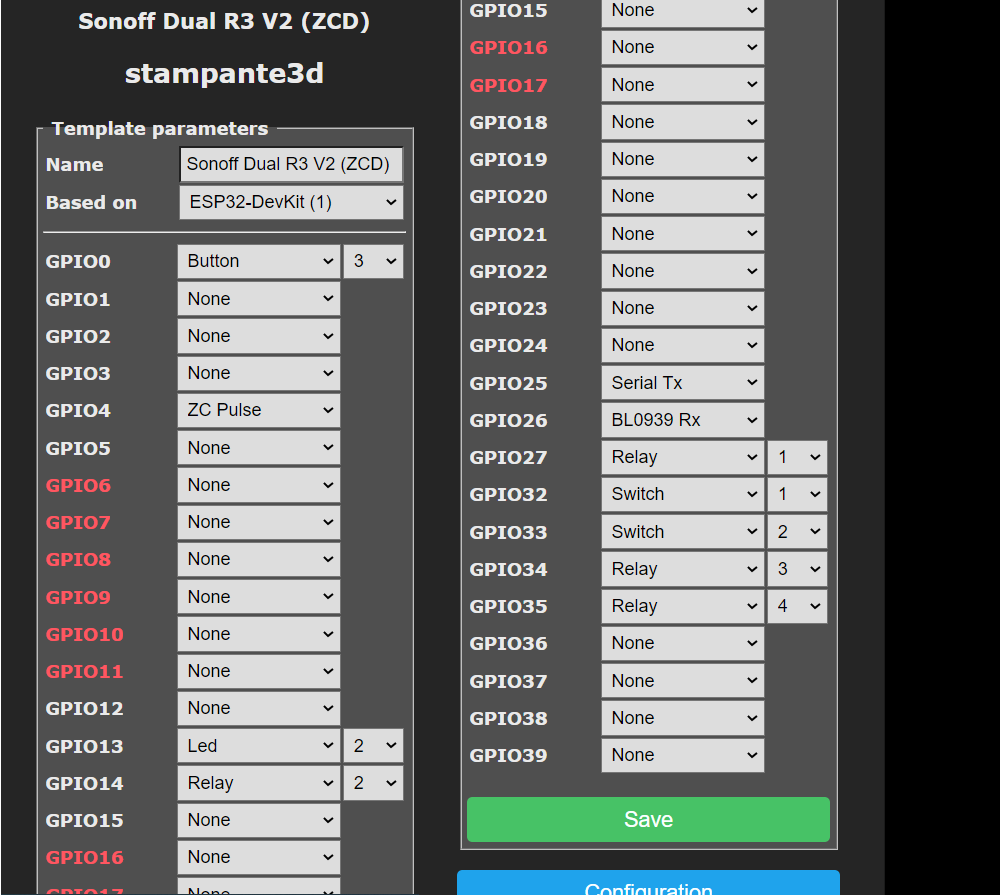 Sonoff Dual R3 V2 (ZCD)
stampante3d
Template parameters
Name Sonoff Dual R3 V2 (ZCD)
Based on ESP32-DevKit (1)
GPIO0 Button 3
GPIO1 None
GPIO2 None
GPIO3 None
GPIO4 ZC Pulse
GPIO5 None
GPIO6 None
GPIO7 None
GPIO8 None
GPIO9 None
GPIO10 None
GPIO11 None
GPIO12 None
GPIO13 Led 2
GPIO14 Relay 2
GPIO15 None
GPIO16 None
GPIO17 None
GPIO15 None
GPIO16 None
GPIO17 None
GPIO18 None
GPIO19 None
GPIO20 None
GPIO21 None
GPIO22 None
GPIO23 None
GPIO24 None
GPIO25 Serial Tx
GPIO26 BL0939 Rx
GPIO27 Relay 1
GPIO32 Switch 1
GPIO33 Switch 2
GPIO34 Relay 3
GPIO35 Relay 4
GPIO36 None
GPIO37 None
GPIO38 None
GPIO39 None
Save
Configuration